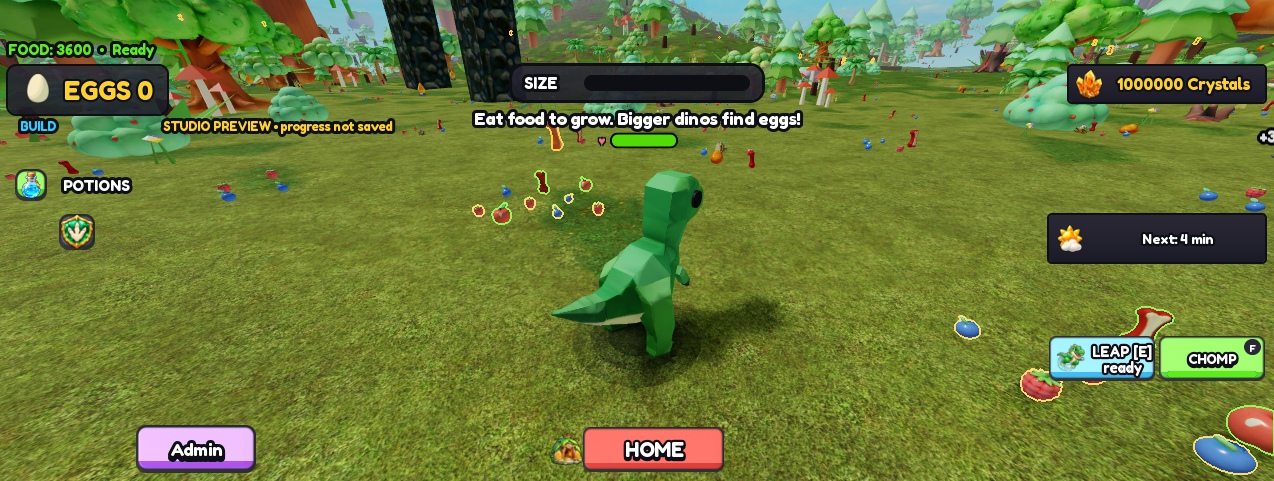 FOOD: 3600 • Ready
EGGS 0
BUILD
STUDIO PREVIEW • progress not saved
POTIONS
SIZE
Eat food to grow. Bigger dinos find eggs!
1000000 Crystals
+3
Next: 4 min
LEAP [E]
ready
CHOMP
F
Admin
HOME